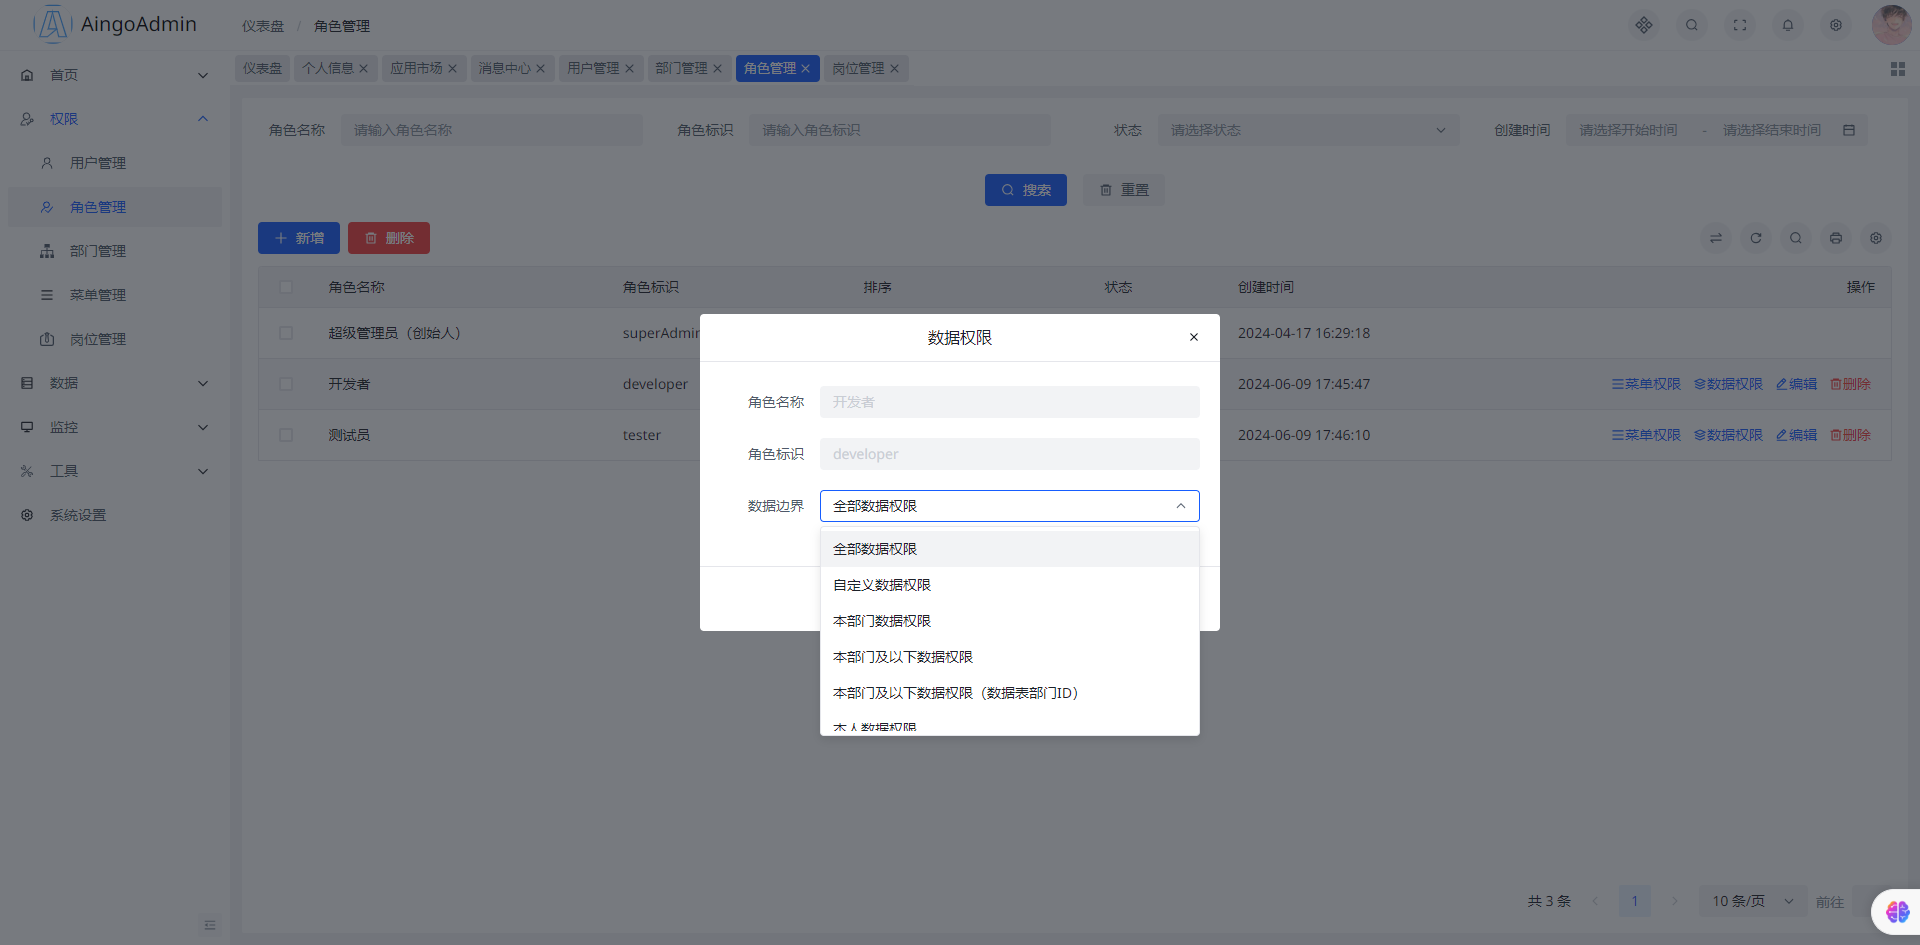 AingoAdmin
仪表盘 / 角色管理
仪表盘 个人信息 应用市场 消息中心 用户管理 部门管理 角色管理 岗位管理
首页
权限
用户管理
角色管理
部门管理
菜单管理
岗位管理
数据
监控
工具
系统设置
角色名称 请输入角色名称 角色标识 请输入角色标识 状态 请选择状态 创建时间 请选择开始时间 - 请选择结束时间
搜索 重置
新增 删除
角色名称 角色标识 排序 状态 创建时间 操作
超级管理员（创始人） superAdmin 2024-04-17 16:29:18
开发者 developer 2024-06-09 17:45:47 菜单权限 数据权限 编辑 删除
测试员 tester 2024-06-09 17:46:10 菜单权限 数据权限 编辑 删除
数据权限
角色名称 开发者
角色标识 developer
数据边界 全部数据权限
全部数据权限
自定义数据权限
本部门数据权限
本部门及以下数据权限
本部门及以下数据权限（数据表部门ID）
本人数据权限
共 3 条 1 10 条/页 前往